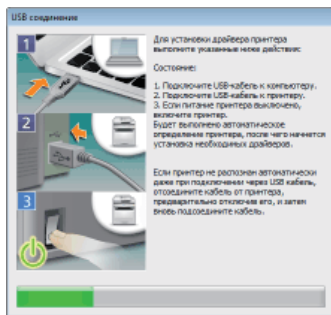 USB соединение
1
2
3
Для установки драйвера принтера
выполните указанные ниже действия:
Состояние:
1. Подключите USB-кабель к компьютеру.
2. Подключите USB-кабель к принтеру.
3. Если питание принтера выключено,
включите принтер.
Будет выполнено автоматическое
определение принтера, после чего начнется
установка необходимых драйверов.
Если принтер не распознан автоматически
даже при подключении через USB кабель,
отсоедините кабель от принтера,
предварительно отключив его, и затем
вновь подсоедините кабель.